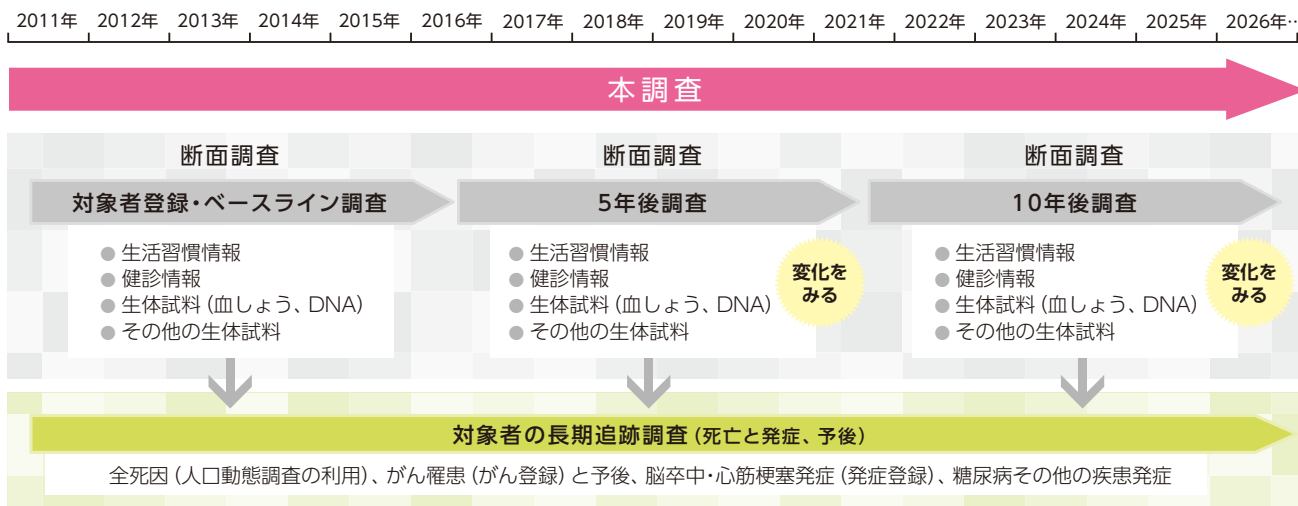 2011年 2012年 2013年 2014年 2015年 2016年 2017年 2018年 2019年 2020年 2021年 2022年 2023年 2024年 2025年 2026年‥
本調査
断面調査
対象者登録・ベースライン調査
● 生活習慣情報
● 健診情報
● 生体試料（血しょう、DNA）
● その他の生体試料
断面調査
5年後調査
● 生活習慣情報
● 健診情報
● 生体試料（血しょう、DNA）
● その他の生体試料
変化を
みる
断面調査
10年後調査
● 生活習慣情報
● 健診情報
● 生体試料（血しょう、DNA）
● その他の生体試料
変化を
みる
対象者の長期追跡調査（死亡と発症、予後）
全死因（人口動態調査の利用）、がん罹患（がん登録）と予後、脳卒中・心筋梗塞発症（発症登録）、糖尿病その他の疾患発症